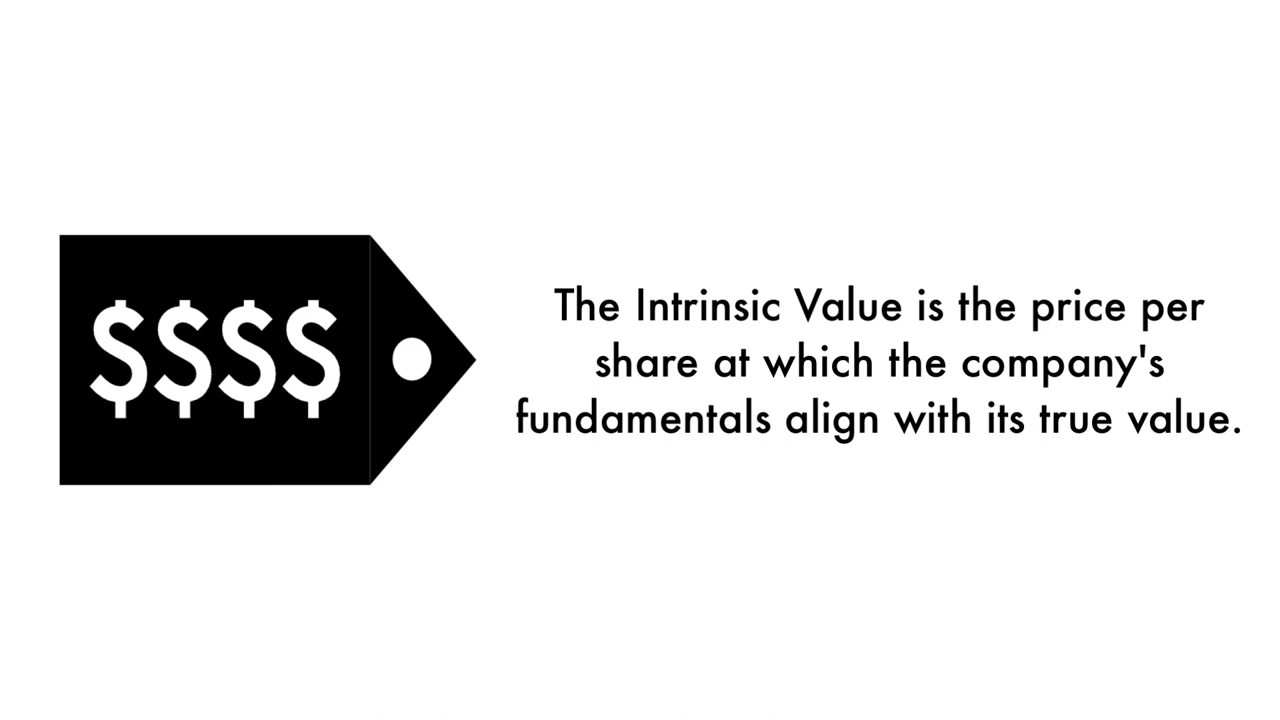 $$$$
The Intrinsic Value is the price per
share at which the company's
fundamentals align with its true value.